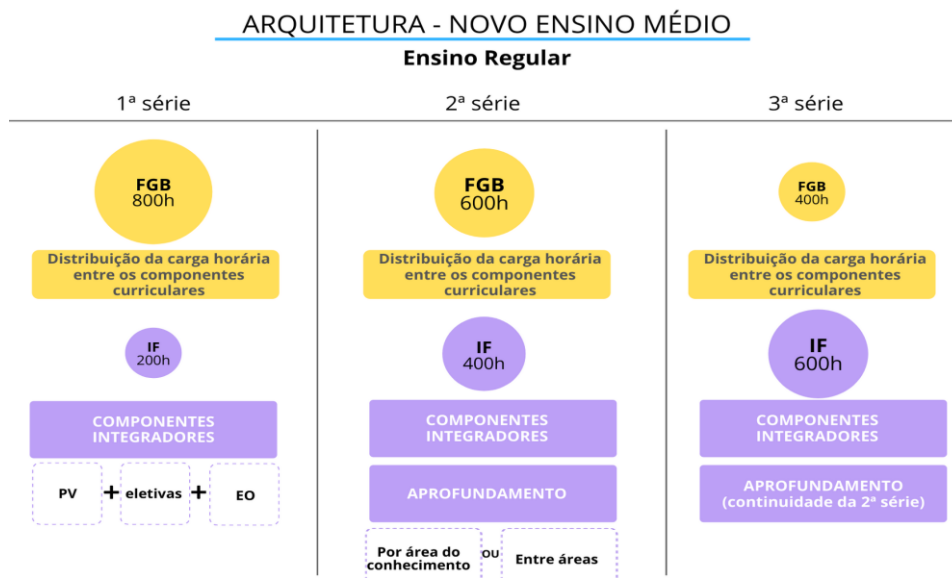 ARQUITETURA - NOVO ENSINO MÉDIO
Ensino Regular
1ª série
2ª série
3ª série
FGB
800h
FGB
600h
FGB
400h
Distribuição da carga horária
entre os componentes
curriculares
Distribuição da carga horária
entre os componentes
curriculares
Distribuição da carga horária
entre os componentes
curriculares
IF
200h
IF
400h
IF
600h
COMPONENTES
INTEGRADORES
COMPONENTES
INTEGRADORES
COMPONENTES
INTEGRADORES
PV + eletivas + EO
APROFUNDAMENTO
APROFUNDAMENTO
(continuidade da 2ª série)
Por área do
conhecimento
OU
Entre áreas